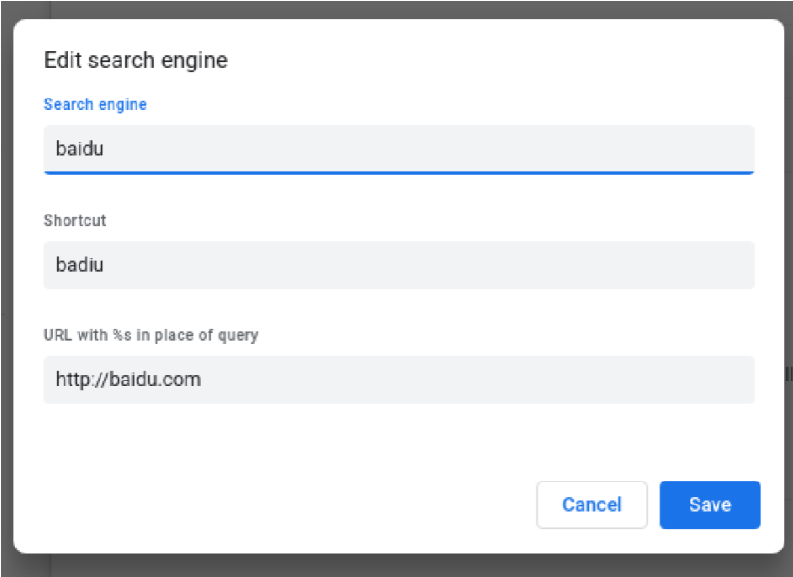 Edit search engine
Search engine
baidu
Shortcut
badiu
URL with %s in place of query
http://baidu.com
Cancel Save